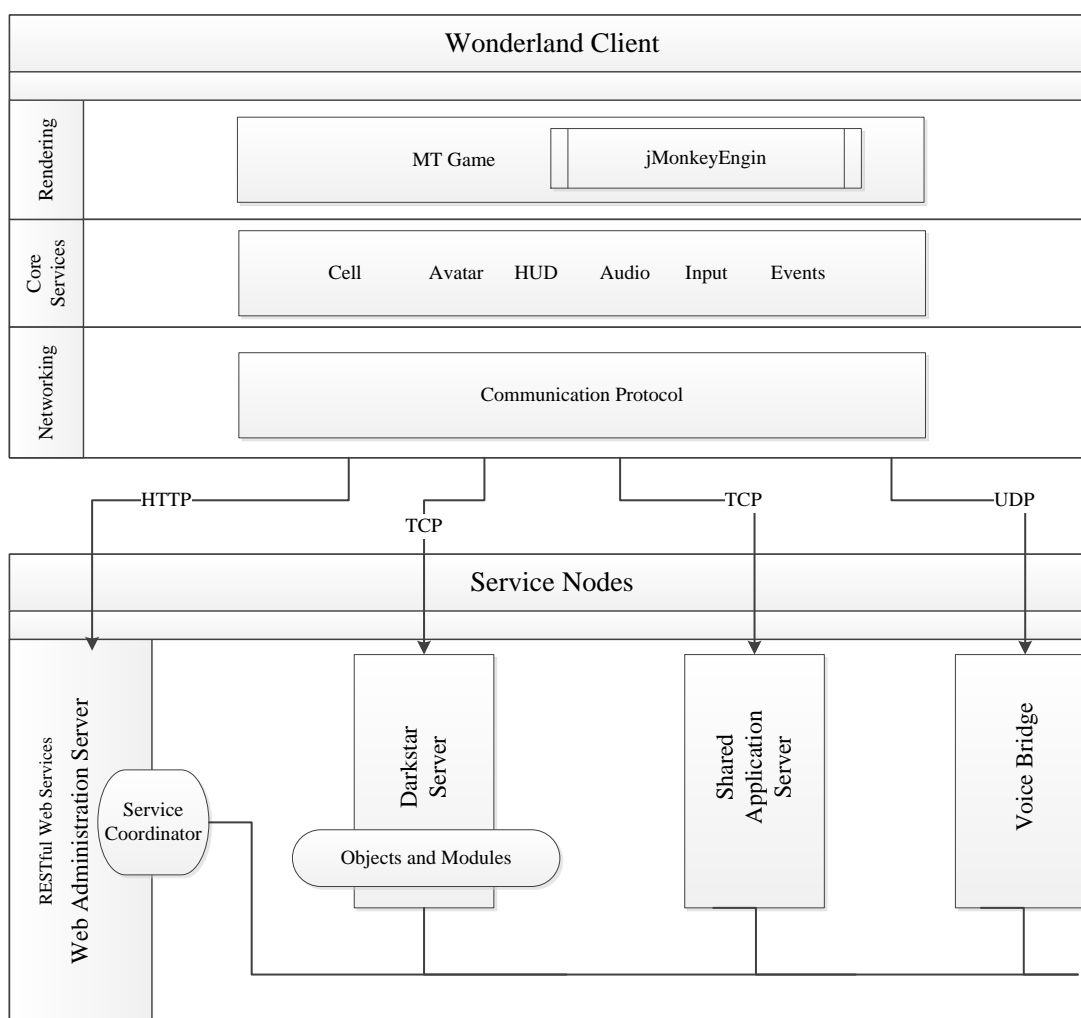 Wonderland Client
Rendering
MT Game
jMonkeyEngin
Core
Services
Cell Avatar HUD Audio Input Events
Networking
Communication Protocol
HTTP
TCP
TCP
UDP
Service Nodes
RESTful Web Services
Web Administration Server
Service
Coordinator
Darkstar
Server
Objects and Modules
Shared
Application
Server
Voice Bridge